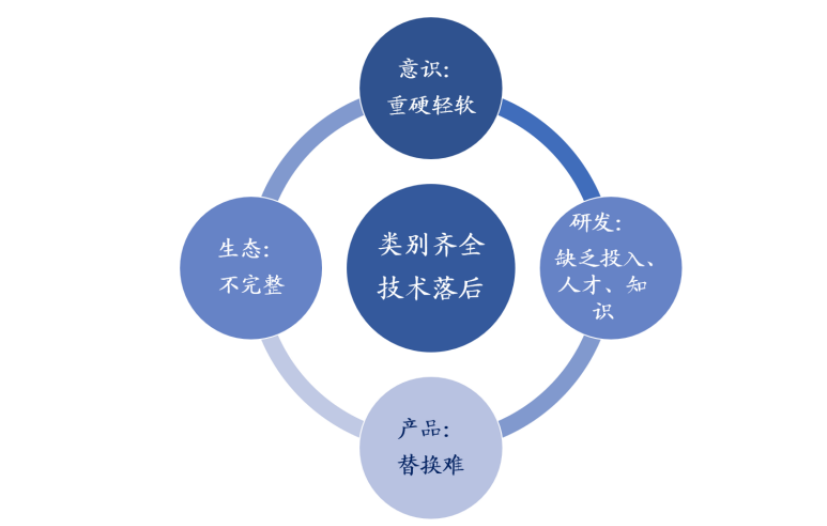 意识:
重硬轻软
生态:
不完整
类别齐全
技术落后
研发:
缺乏投入、
人才、知
识
产品:
替换难